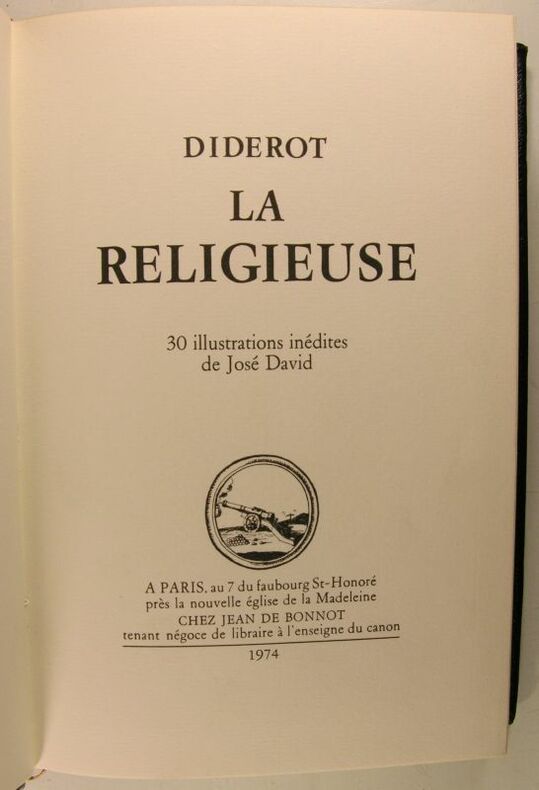 DIDEROT
LA
RELIGIEUSE
30 illustrations inédites
de José David
A PARIS, au 7 du faubourg St-Honoré
près la nouvelle église de la Madeleine
CHEZ JEAN DE BONNOT
tenant négoce de libraire à l'enseigne du canon
1974